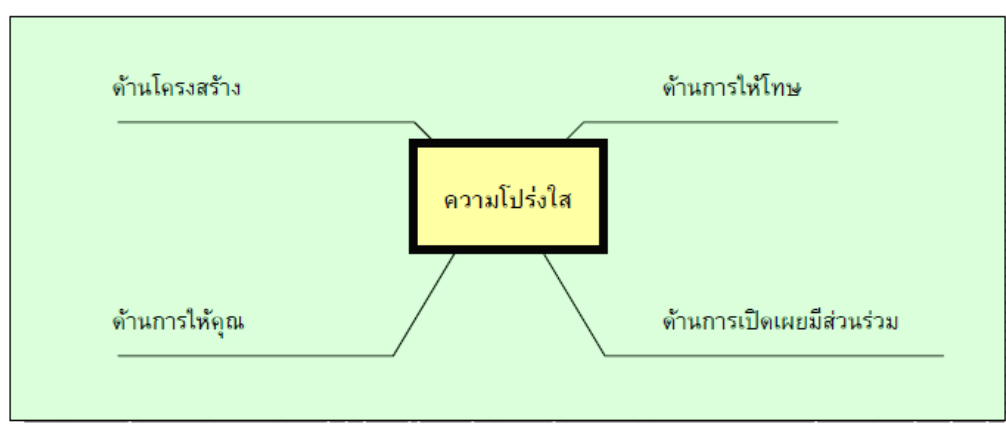 ด้านโครงสร้าง
ด้านการให้โทษ
ความโปร่งใส
ด้านการให้คุณ
ด้านการเปิดเผยมีส่วนร่วม